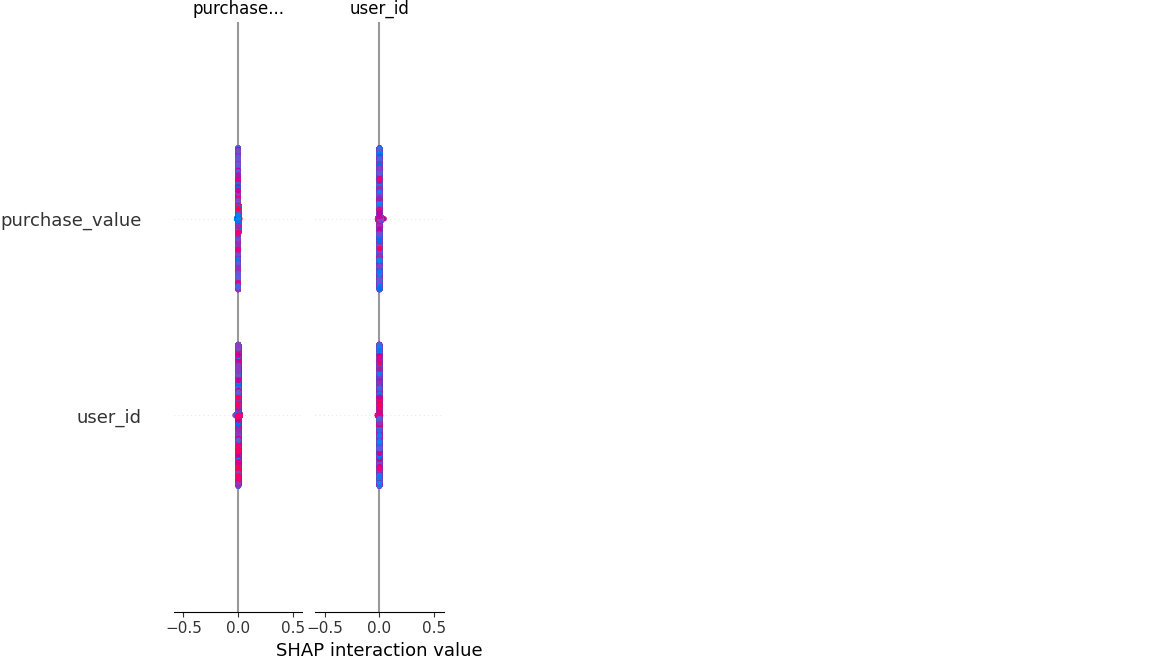 purchase... user_id
purchase_value
user_id
−0.5 0.0 0.5 −0.5 0.0 0.5
SHAP interaction value